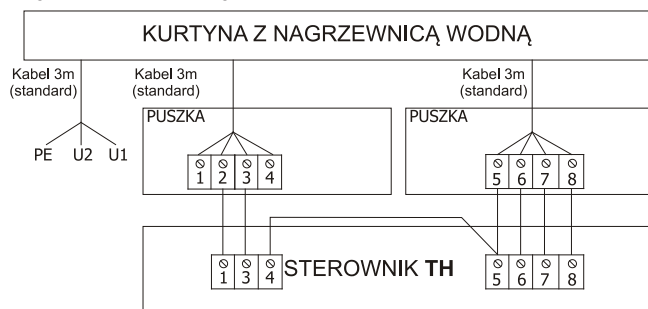 KURTYNA Z NAGRZEWNICĄ WODNĄ
Kabel 3m
(standard)
Kabel 3m
(standard)
Kabel 3m
(standard)
PUSZKA
PUSZKA
PE U2 U1
1 2 3 4
5 6 7 8
1 3 4
STEROWNIK TH
5 6 7 8